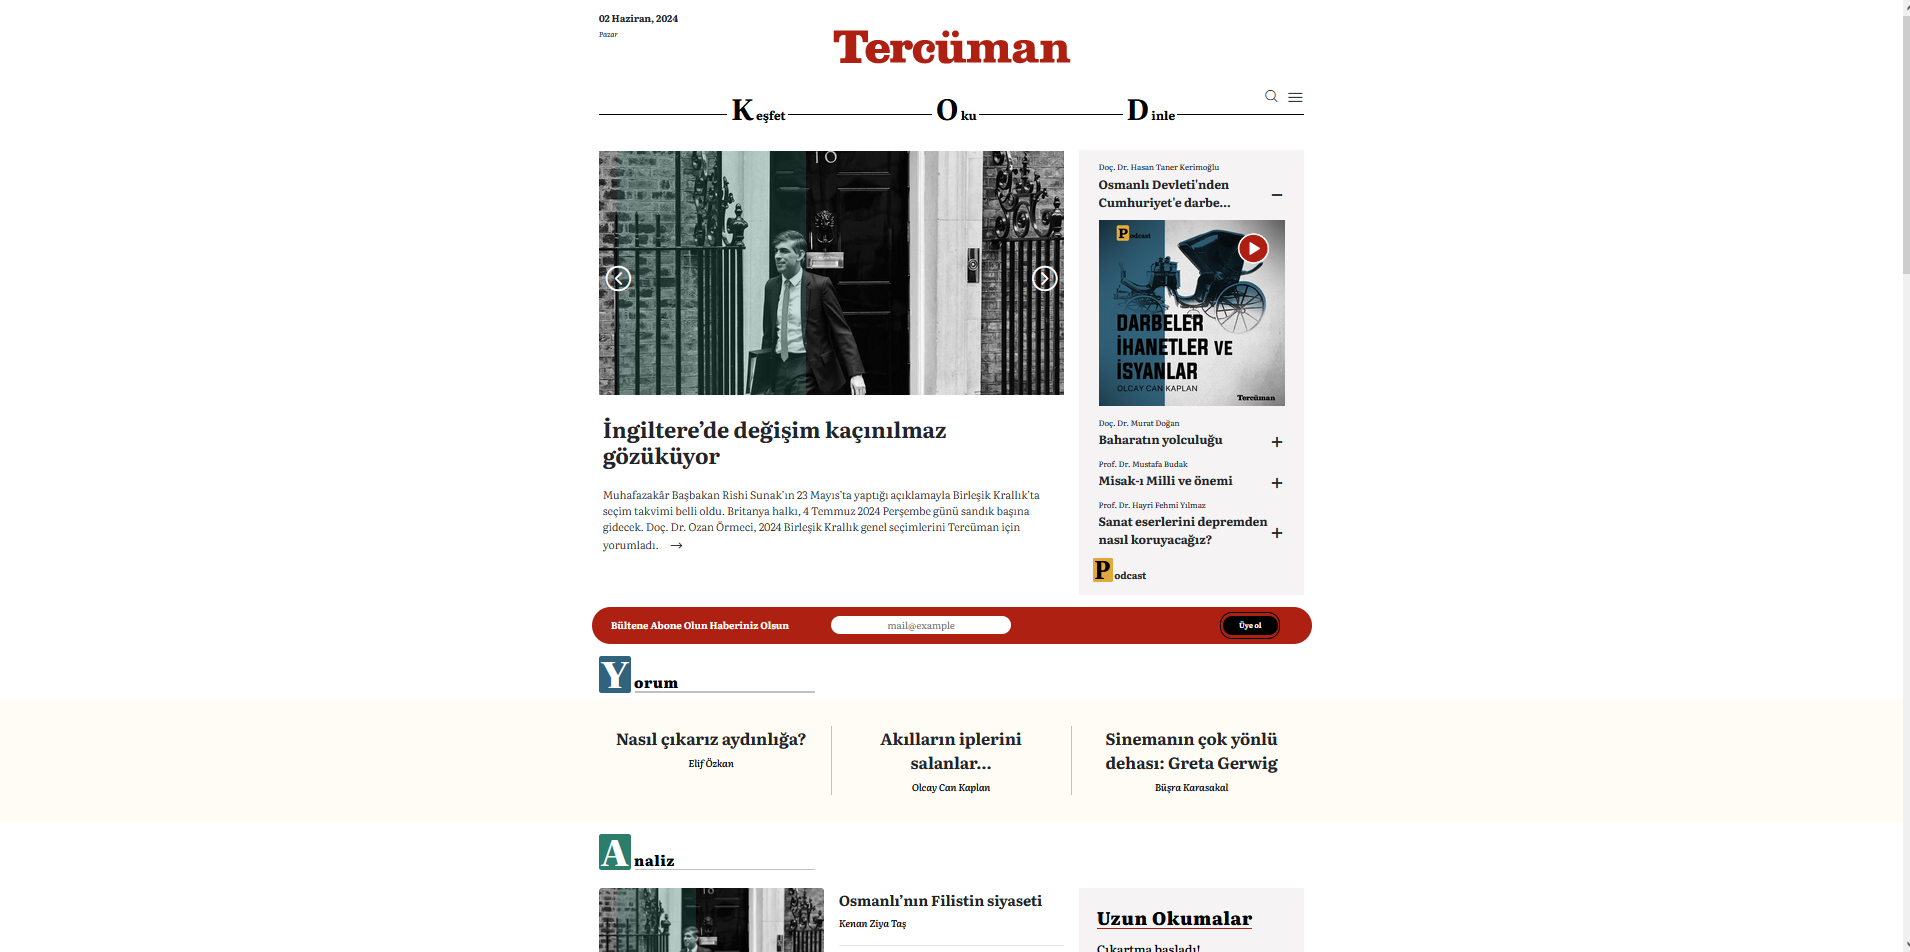 02 Haziran, 2024
Pazar
Tercüman
Keşfet
Oku
Dinle
10
İngiltere’de değişim kaçınılmaz
gözüküyor
Muhafazakâr Başbakan Rishi Sunak’ın 23 Mayıs’ta yaptığı açıklamayla Birleşik Krallık’ta
seçim takvimi belli oldu. Britanya halkı, 4 Temmuz 2024 Perşembe günü sandık başına
gidecek. Doç. Dr. Ozan Örmeci, 2024 Birleşik Krallık genel seçimlerini Tercüman için
yorumladı. →
Doç. Dr. Hasan Taner Kerimoğlu
Osmanlı Devleti'nden
Cumhuriyet'e darbe...
Podcast
DARBELER
İHANETLER VE
İSYANLAR
OLCAY CAN KAPLAN
Tercüman
Doç. Dr. Murat Doğan
Baharatın yolculuğu
Prof. Dr. Mustafa Budak
Misak-ı Milli ve önemi
Prof. Dr. Hayri Fehmi Yılmaz
Sanat eserlerini depremden
nasıl koruyacağız?
Podcast
Bültene Abone Olun Haberiniz Olsun
mail@example
Üye ol
Yorum
Nasıl çıkarız aydınlığa?
Elif Özkan
Akılların iplerini
salanlar...
Olcay Can Kaplan
Sinemanın çok yönlü
dehası: Greta Gerwig
Büşra Karasakal
Analiz
10
Osmanlı’nın Filistin siyaseti
Kenan Ziya Taş
Uzun Okumalar
Çıkartma başladı!